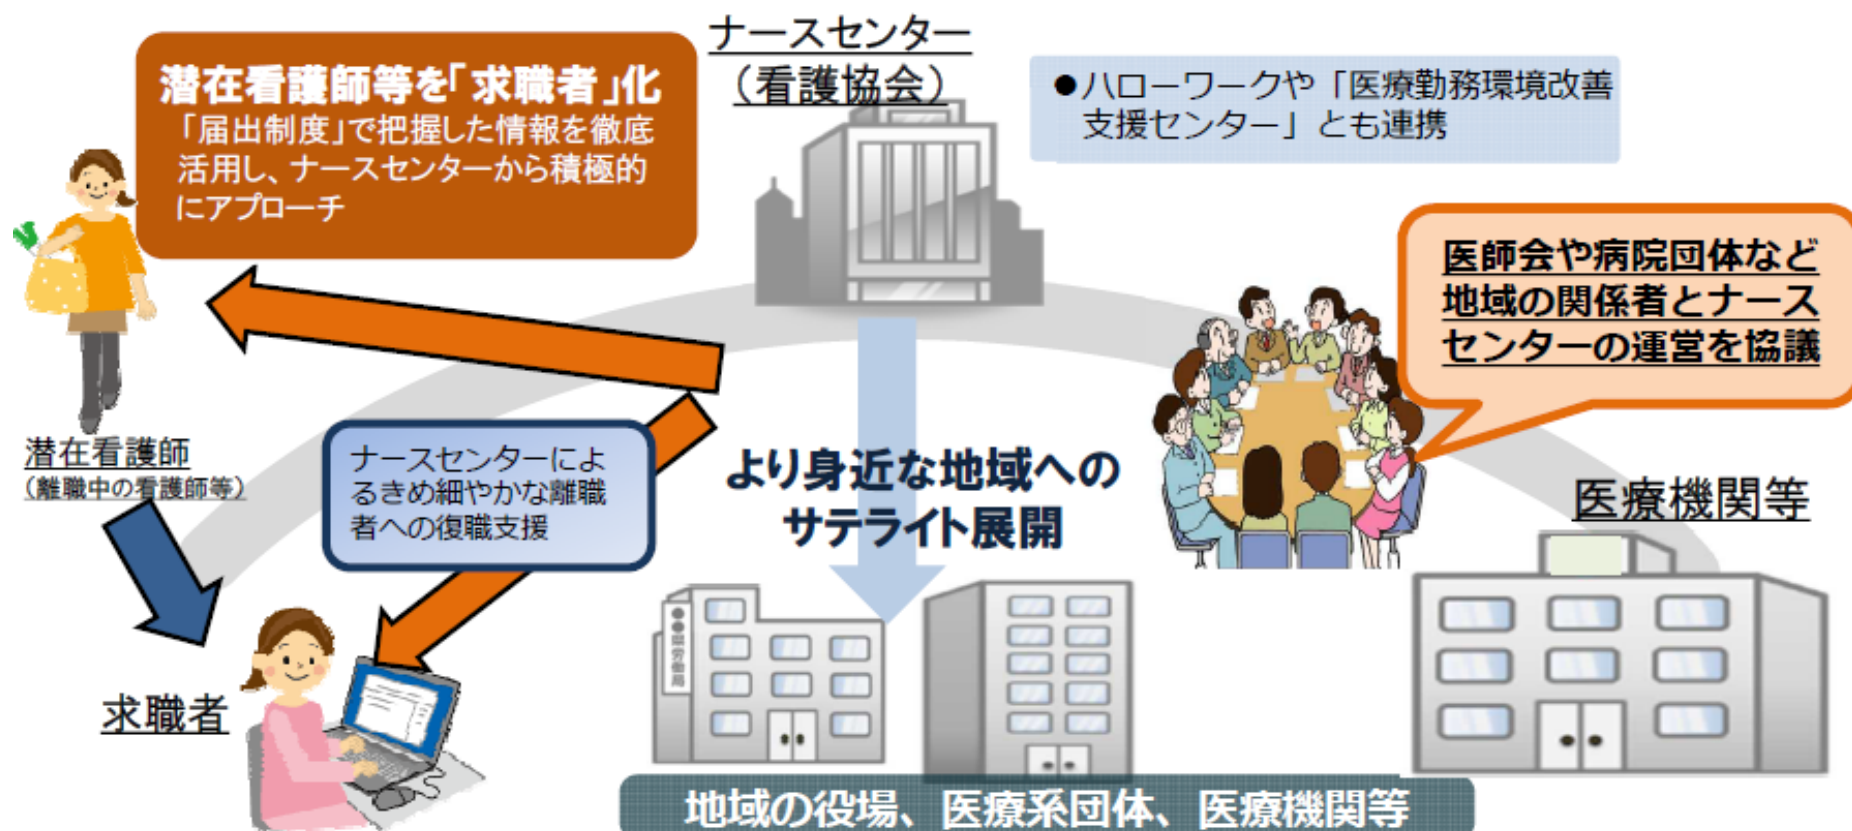 ナースセンター
（看護協会）
潜在看護師等を「求職者」化
「届出制度」で把握した情報を徹底
活用し、ナースセンターから積極的
にアプローチ
●ハローワークや「医療勤務環境改善
支援センター」とも連携
医師会や病院団体など
地域の関係者とナース
センターの運営を協議
潜在看護師
（離職中の看護師等）
ナースセンターによ
るきめ細やかな離職
者への復職支援
より身近な地域への
サテライト展開
医療機関等
求職者
●●県労働局
地域の役場、医療系団体、医療機関等